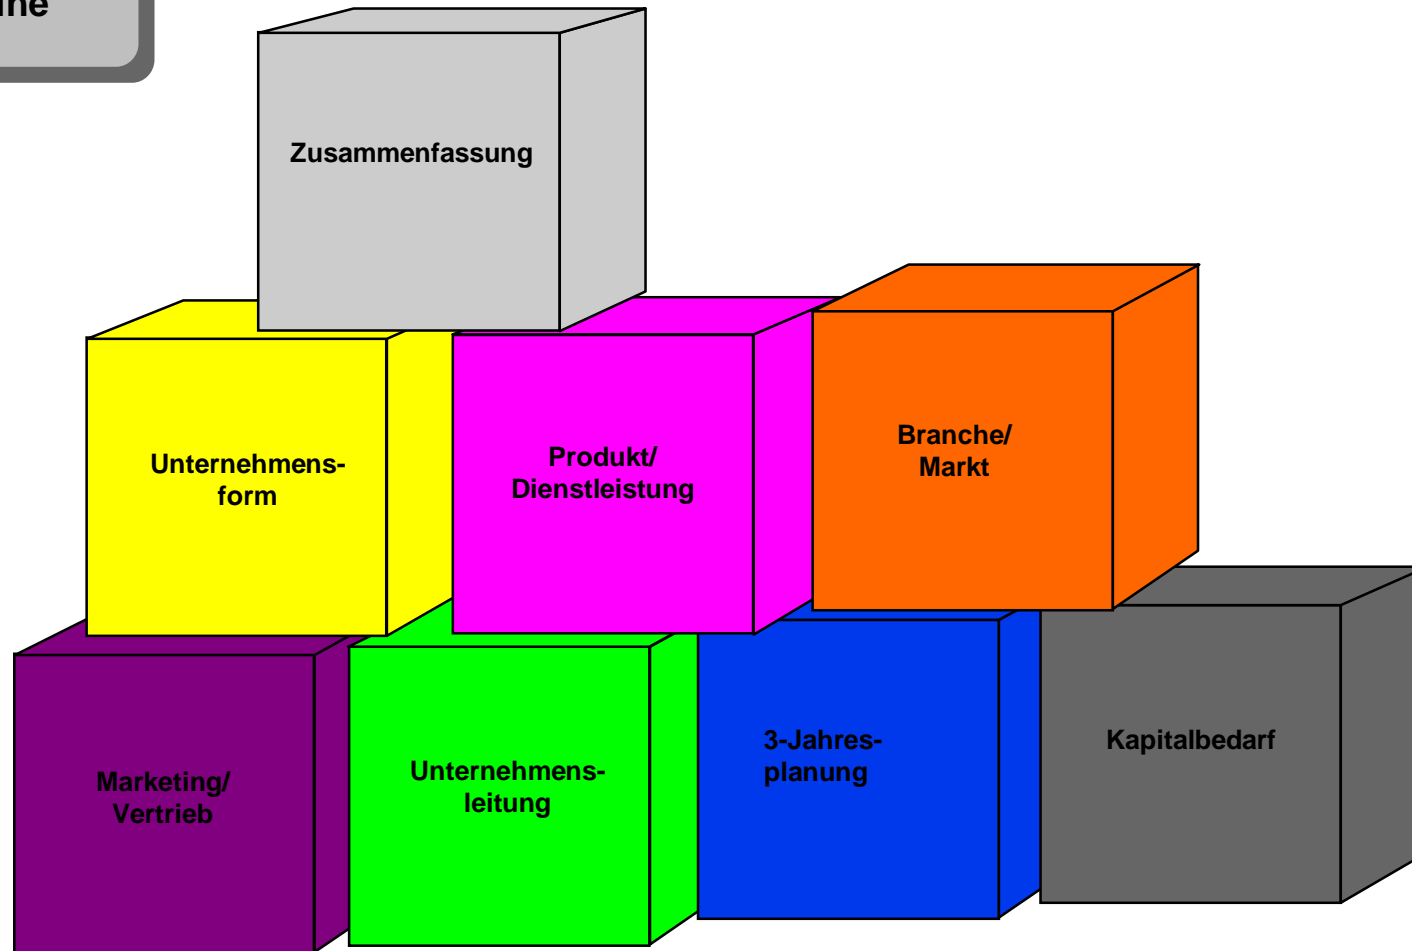 Zusammenfassung
Unternehmens-
form
Produkt/
Dienstleistung
Branche/
Markt
Marketing/
Vertrieb
Unternehmens-
leitung
3-Jahres-
planung
Kapitalbedarf